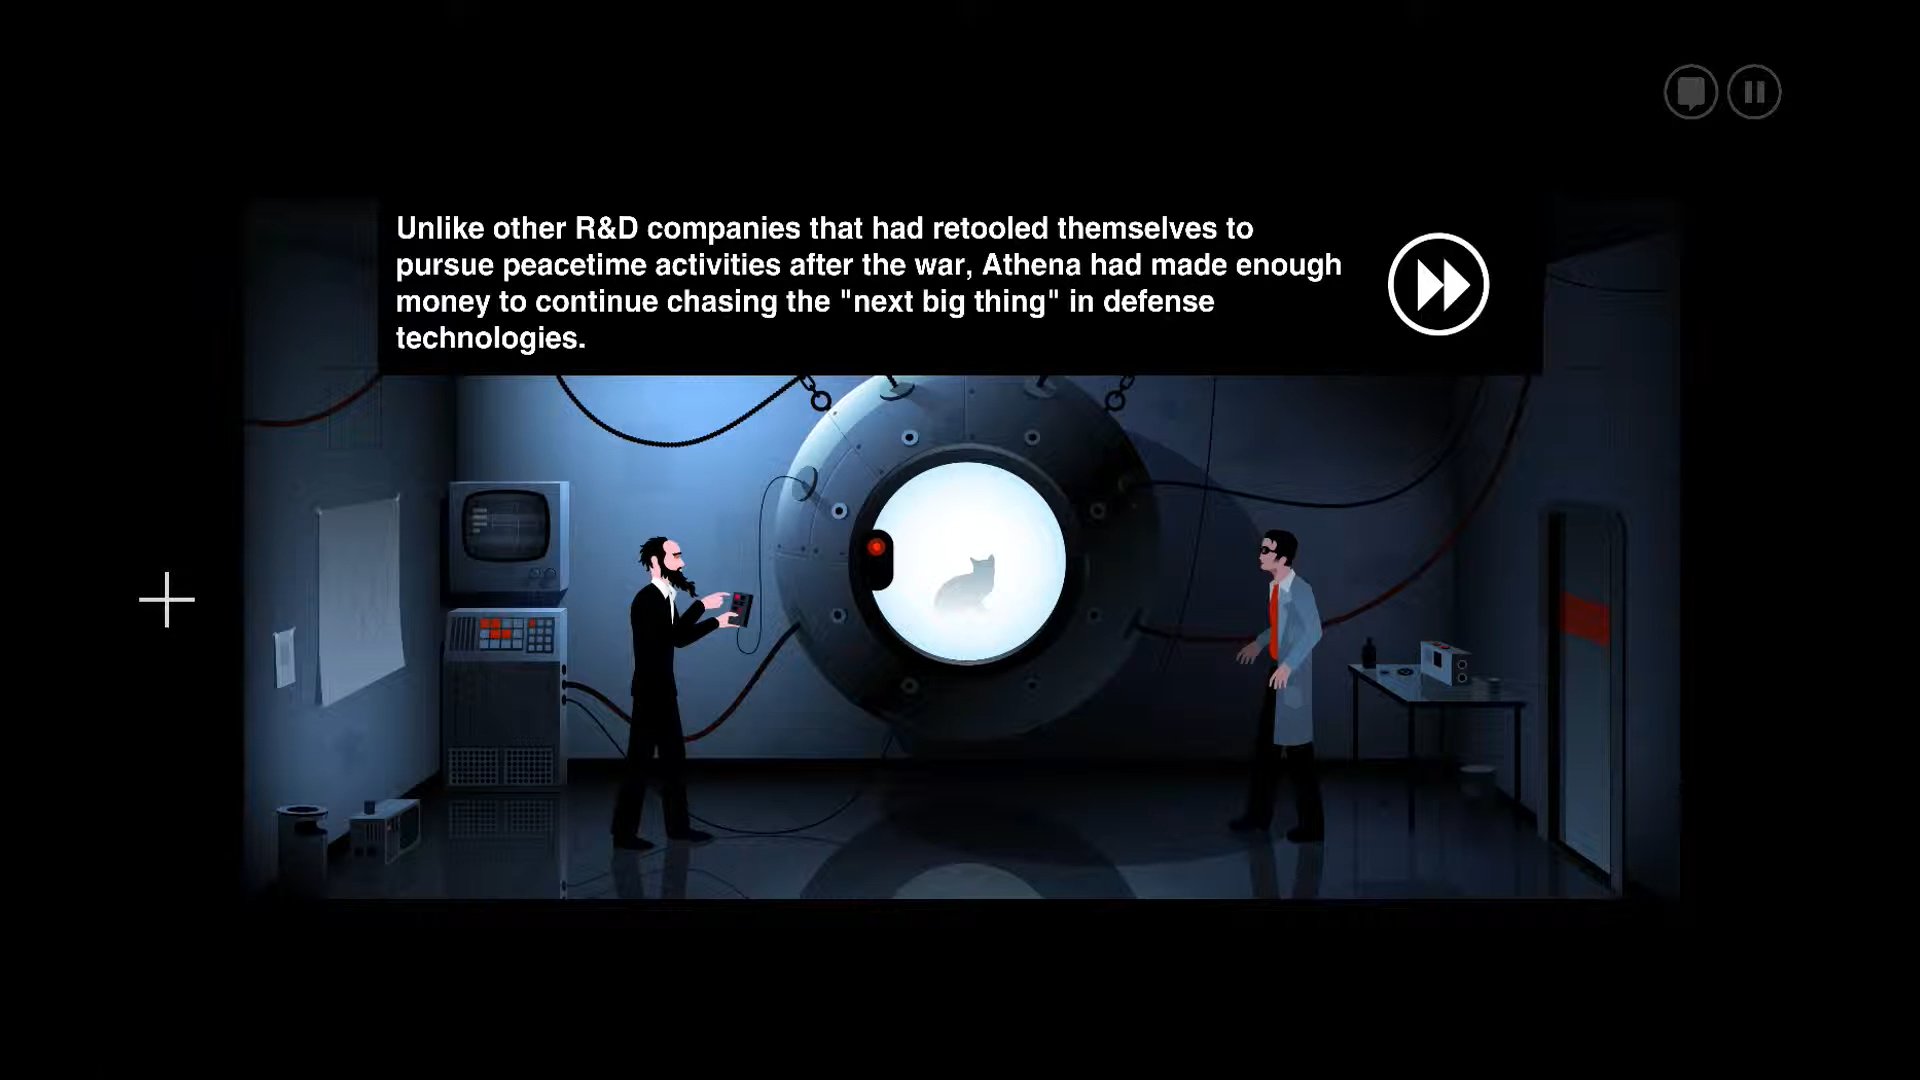 Unlike other R&D companies that had retooled themselves to
pursue peacetime activities after the war, Athena had made enough
money to continue chasing the "next big thing" in defense
technologies.